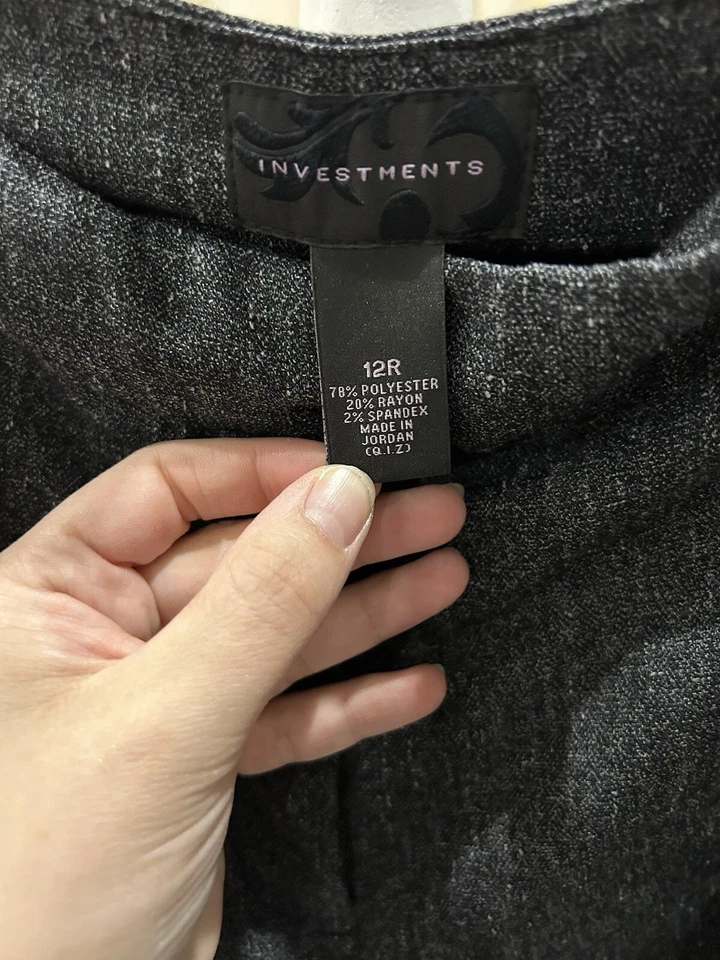 INVESTMENTS
12R
78% POLYESTER
20% RAYON
2% SPANDEX
MADE IN
JORDAN
(Q.I.Z)